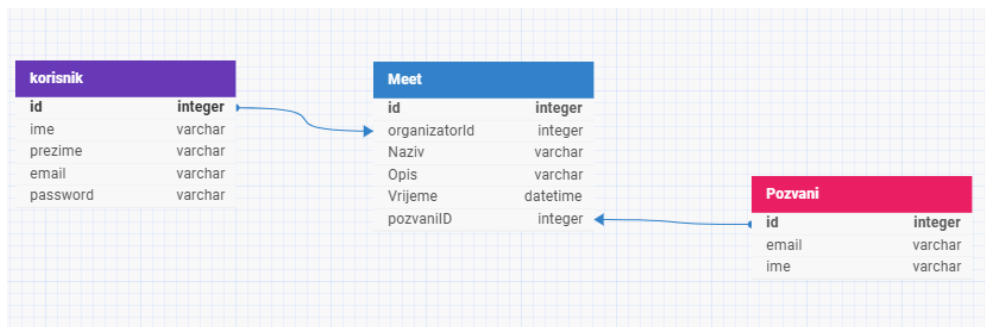 korisnik
id integer
ime varchar
prezime varchar
email varchar
password varchar
Meet
id integer
organizatorId integer
Naziv varchar
Opis varchar
Vrijeme datetime
pozvaniID integer
Pozvani
id integer
email varchar
ime varchar